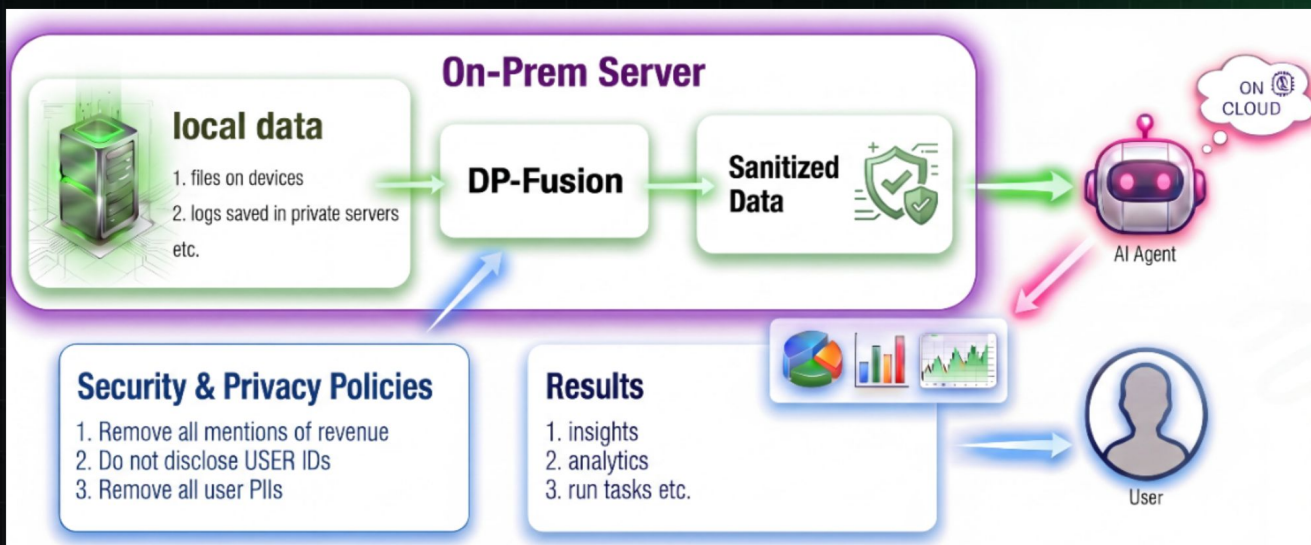 On-Prem Server
local data
1. files on devices
2. logs saved in private servers
etc.
DP-Fusion
Sanitized
Data
ON
CLOUD
AI Agent
Security & Privacy Policies
1. Remove all mentions of revenue
2. Do not disclose USER IDs
3. Remove all user PIIs
Results
1. insights
2. analytics
3. run tasks etc.
User